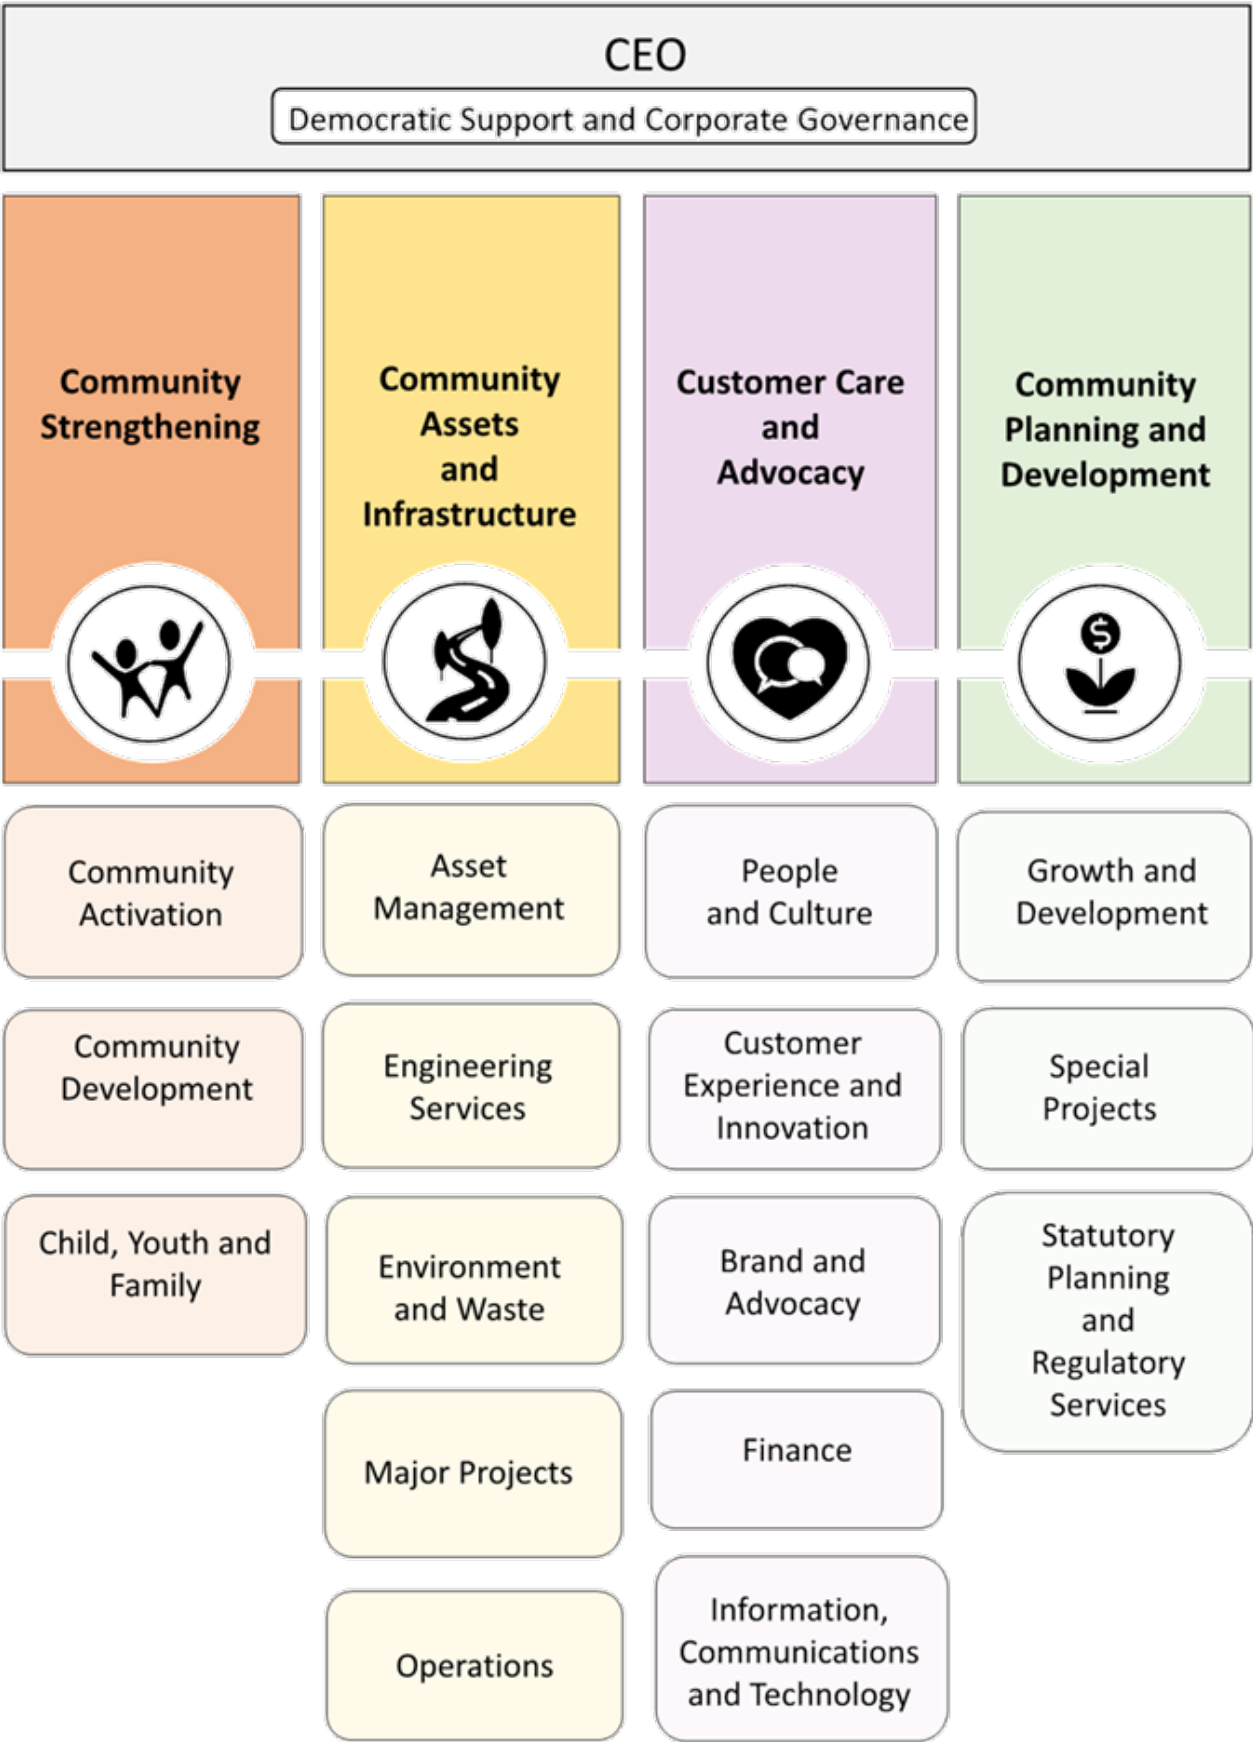 CEO
Democratic Support and Corporate Governance
Community
Strengthening
Community
Assets
and
Infrastructure
Customer Care
and
Advocacy
Community
Planning and
Development
$
Community
Activation
Community
Development
Child, Youth and
Family
Asset
Management
Engineering
Services
Environment
and Waste
Major Projects
Operations
People
and Culture
Customer
Experience and
Innovation
Brand and
Advocacy
Finance
Information,
Communications
and Technology
Growth and
Development
Special
Projects
Statutory
Planning
and
Regulatory
Services